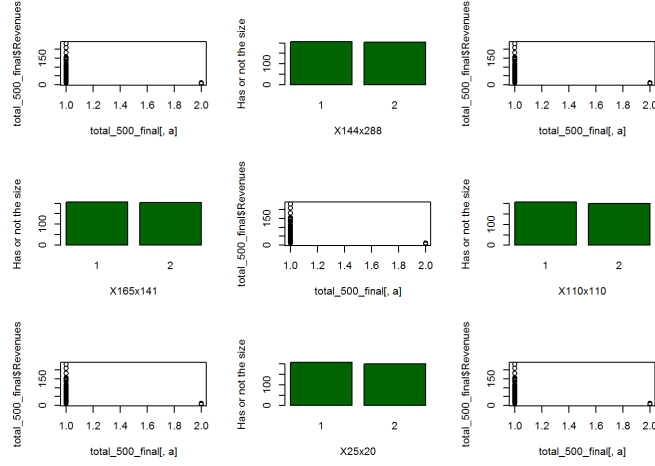 total_500_final$Revenues
150
0
1.0 1.2 1.4 1.6 1.8 2.0
total_500_final[, a]
Has or not the size
100
0
1 2
X144x288
total_500_final$Revenues
150
0
1.0 1.2 1.4 1.6 1.8 2.0
total_500_final[, a]
Has or not the size
100
0
1 2
X165x141
total_500_final$Revenues
150
0
1.0 1.2 1.4 1.6 1.8 2.0
total_500_final[, a]
Has or not the size
100
0
1 2
X110x110
total_500_final$Revenues
150
0
1.0 1.2 1.4 1.6 1.8 2.0
total_500_final[, a]
Has or not the size
100
0
1 2
X25x20
total_500_final$Revenues
150
0
1.0 1.2 1.4 1.6 1.8 2.0
total_500_final[, a]